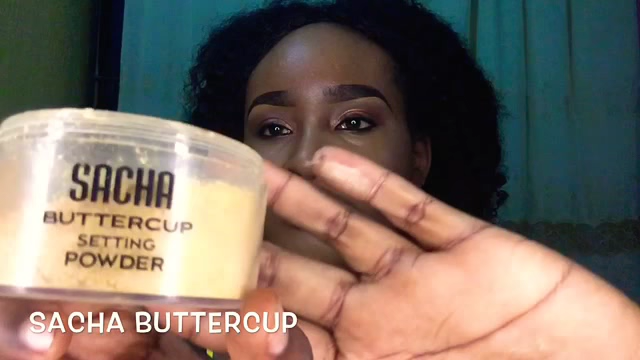 SACHA
BUTTERCUP
SETTING
POWDER
SACHA BUTTERCUP